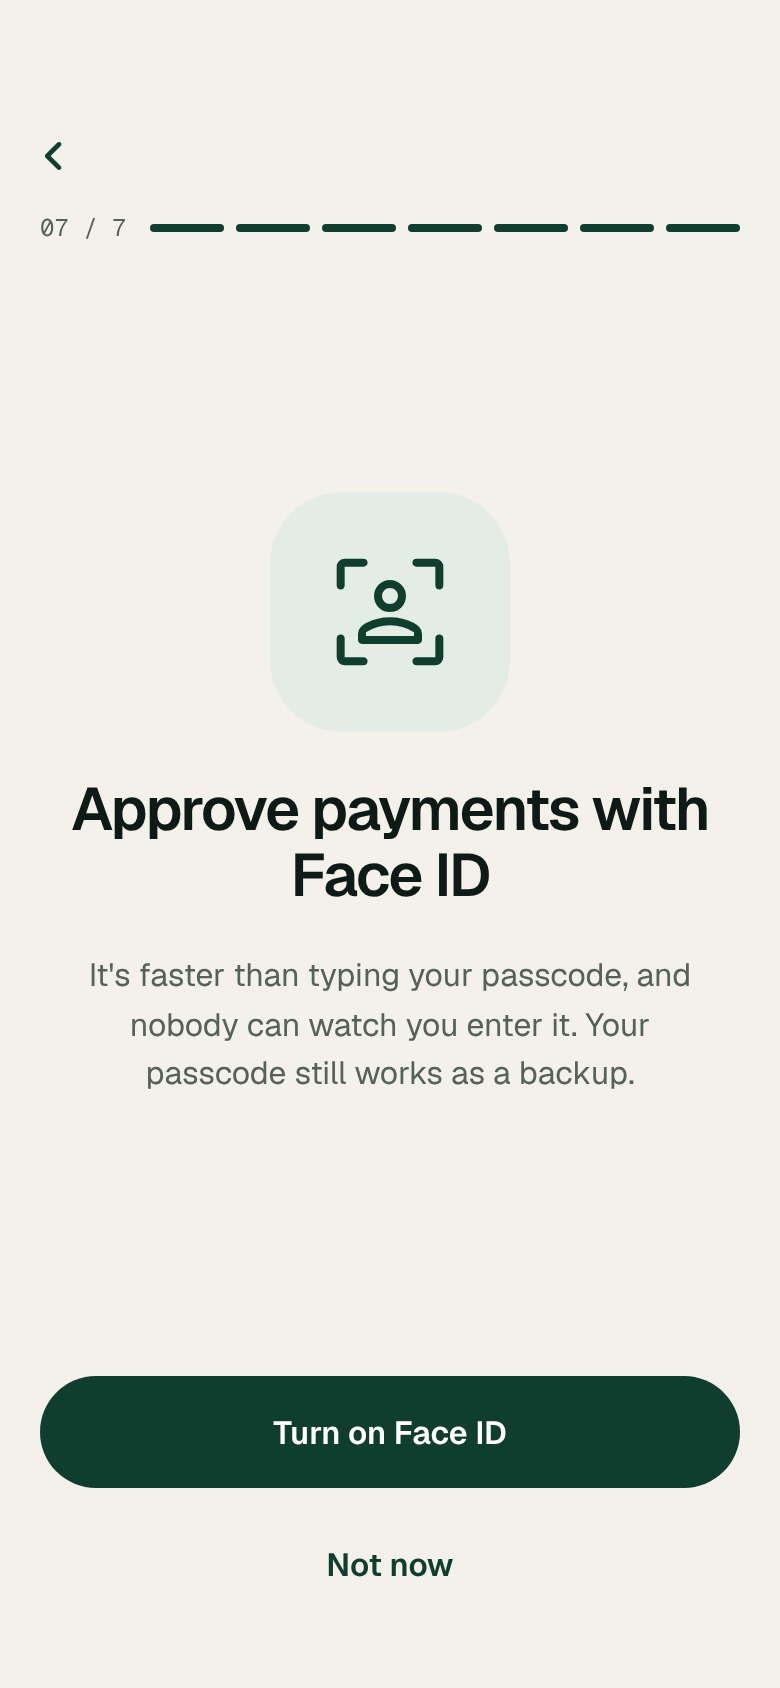 07 / 7
Approve payments with
Face ID
It's faster than typing your passcode, and
nobody can watch you enter it. Your
passcode still works as a backup.
Turn on Face ID
Not now